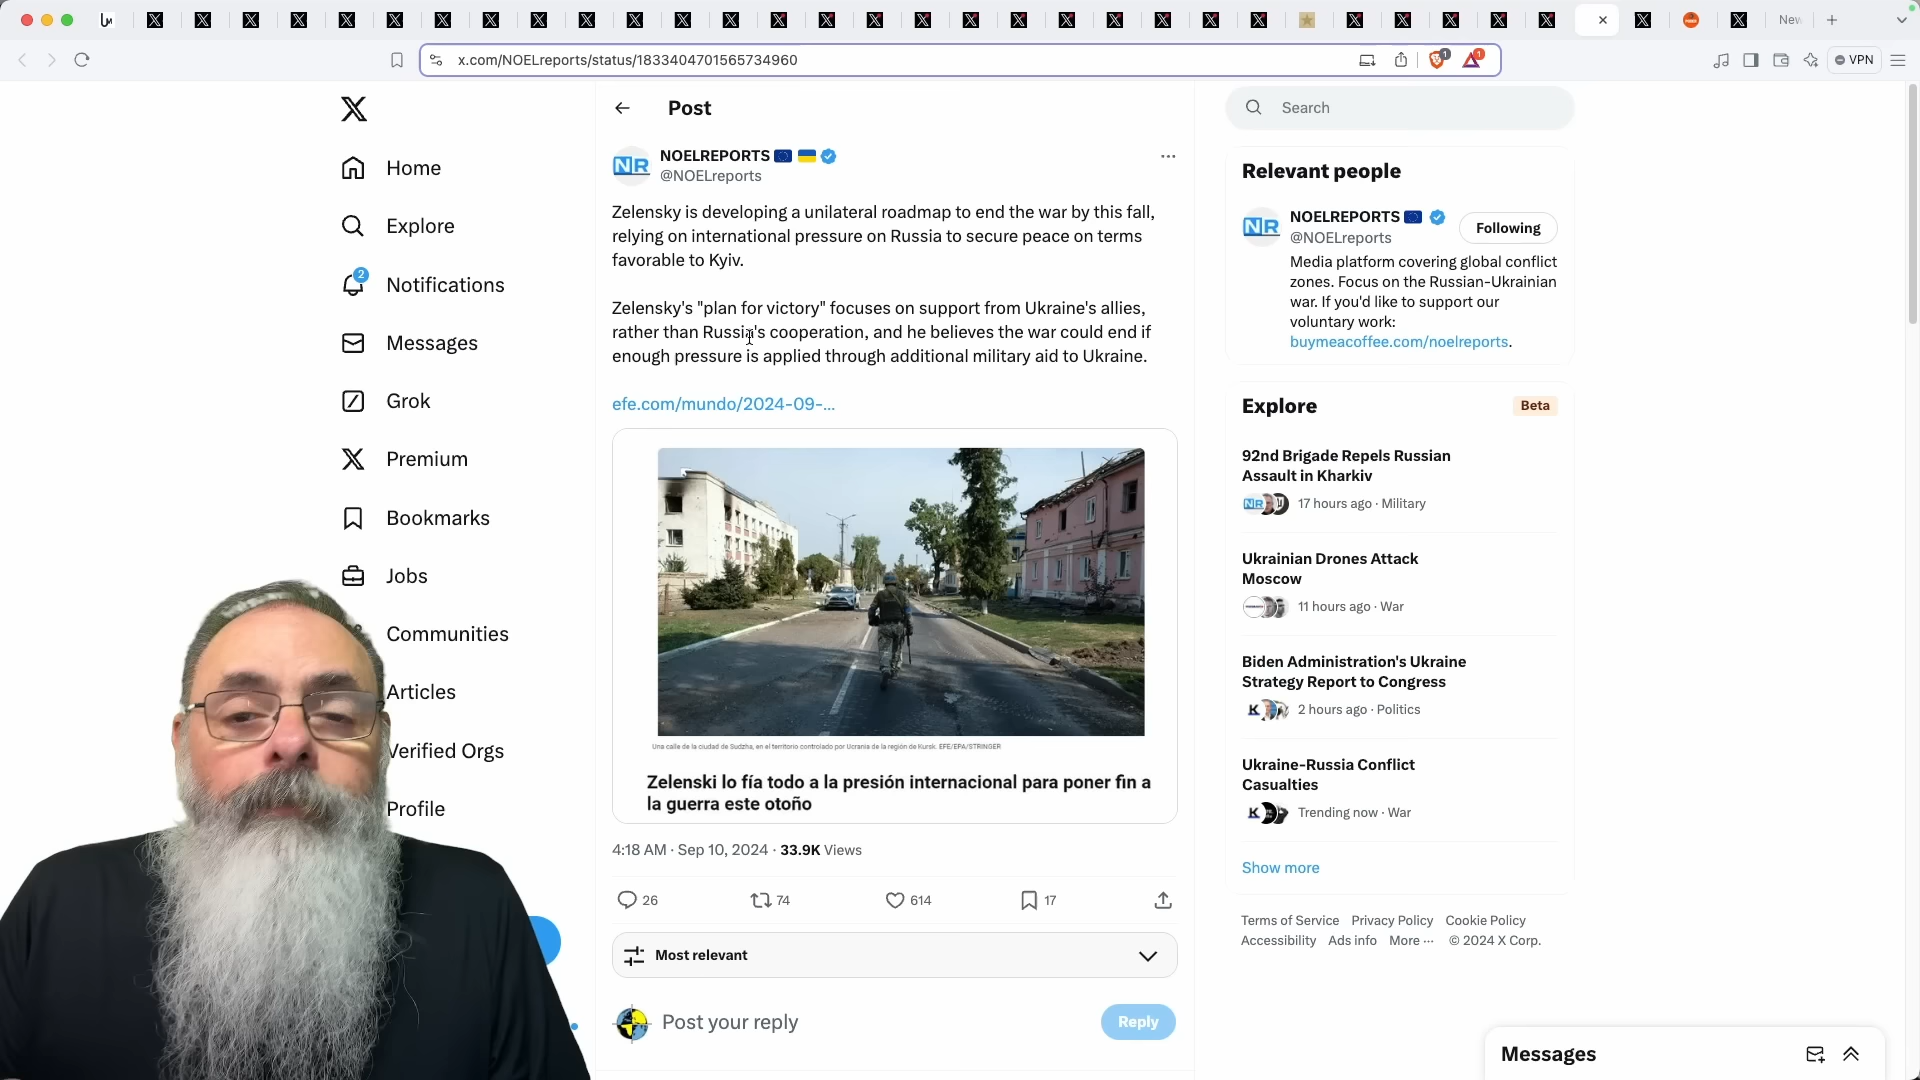 New
x.com/NOELreports/status/1833404701565734960
1
1
VPN
Home
Explore
2
Notifications
Messages
Grok
Premium
Bookmarks
Jobs
Communities
Articles
Verified Orgs
Profile
Post
NR
NOELREPORTS
@NOELreports
Zelensky is developing a unilateral roadmap to end the war by this fall,
relying on international pressure on Russia to secure peace on terms
favorable to Kyiv.
Zelensky's "plan for victory" focuses on support from Ukraine's allies,
rather than Russia's cooperation, and he believes the war could end if
enough pressure is applied through additional military aid to Ukraine.
efe.com/mundo/2024-09-...
Una calle de la ciudad de Sudzha, en el territorio controlado por Ucrania de la región de Kursk. EFE/EPA/STRINGER
Zelenski lo fía todo a la presión internacional para poner fin a
la guerra este otoño
4:18 AM · Sep 10, 2024 · 33.9K Views
26 74 614 17
Most relevant
Post your reply
Reply
Search
Relevant people
NR
NOELREPORTS
@NOELreports
Following
Media platform covering global conflict
zones. Focus on the Russian-Ukrainian
war. If you'd like to support our
voluntary work:
buymeacoffee.com/noelreports.
Explore
Beta
92nd Brigade Repels Russian
Assault in Kharkiv
17 hours ago · Military
Ukrainian Drones Attack
Moscow
11 hours ago · War
Biden Administration's Ukraine
Strategy Report to Congress
2 hours ago · Politics
Ukraine-Russia Conflict
Casualties
Trending now · War
Show more
Terms of Service Privacy Policy Cookie Policy
Accessibility Ads info More ··· © 2024 X Corp.
Messages